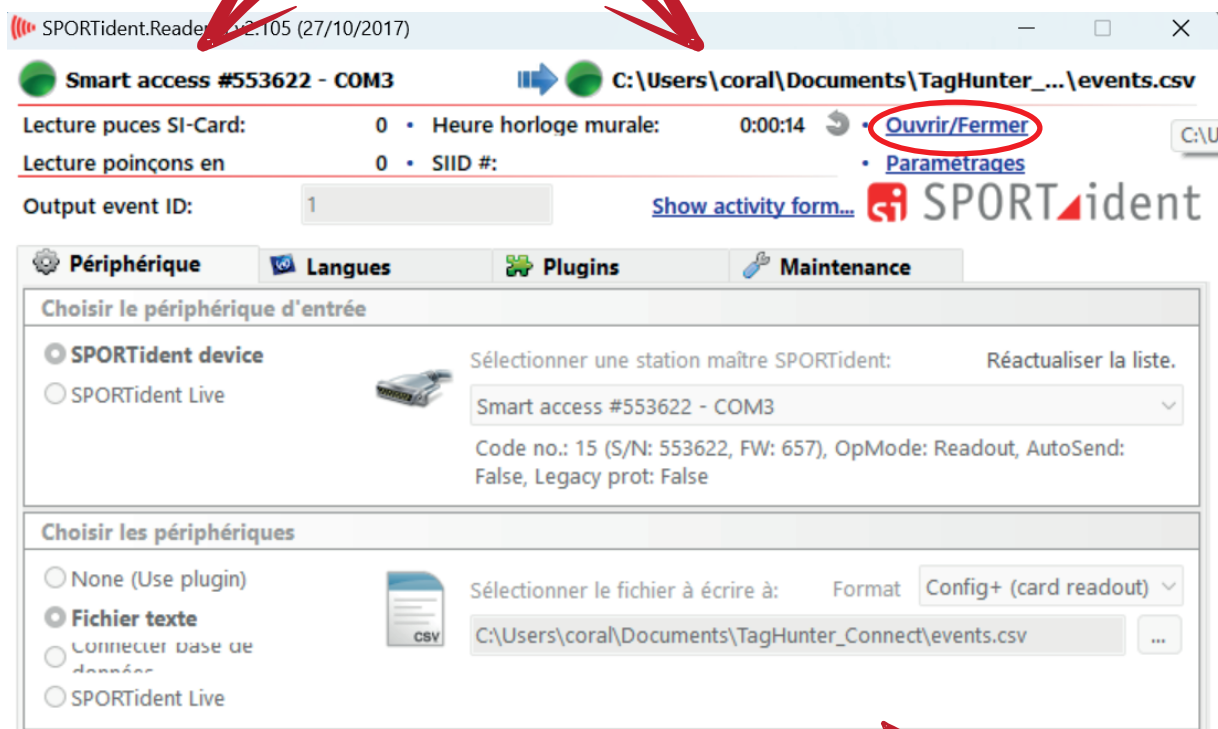 SPORTident.Reader v2.105 (27/10/2017)
Smart access #553622 - COM3
C:\Users\coral\Documents\TagHunter_...\events.csv
Lecture puces SI-Card: 0 • Heure horloge murale: 0:00:14 • Ouvrir/Fermer
C:\U
Lecture poinçons en 0 • SIID #: • Paramétrages
Output event ID: 1 Show activity form... si SPORTident
Périphérique Langues Plugins Maintenance
Choisir le périphérique d'entrée
SPORTident device
Sélectionner une station maître SPORTident: Réactualiser la liste.
SPORTident Live
Smart access #553622 - COM3
Code no.: 15 (S/N: 553622, FW: 657), OpMode: Readout, AutoSend:
False, Legacy prot: False
Choisir les périphériques
None (Use plugin)
Sélectionner le fichier à écrire à: Format Config+ (card readout)
Fichier texte
CSV
C:\Users\coral\Documents\TagHunter_Connect\events.csv ...
Connecter base de
données
SPORTident Live